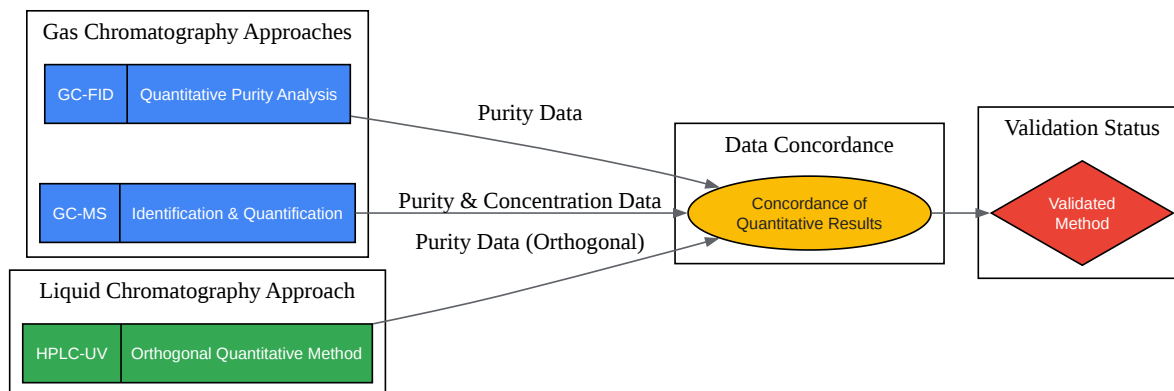 Gas Chromatography Approaches
GC-FID
Quantitative Purity Analysis
GC-MS
Identification & Quantification
Liquid Chromatography Approach
HPLC-UV
Orthogonal Quantitative Method
Purity Data
Purity & Concentration Data
Purity Data (Orthogonal)
Data Concordance
Concordance of
Quantitative Results
Validation Status
Validated
Method